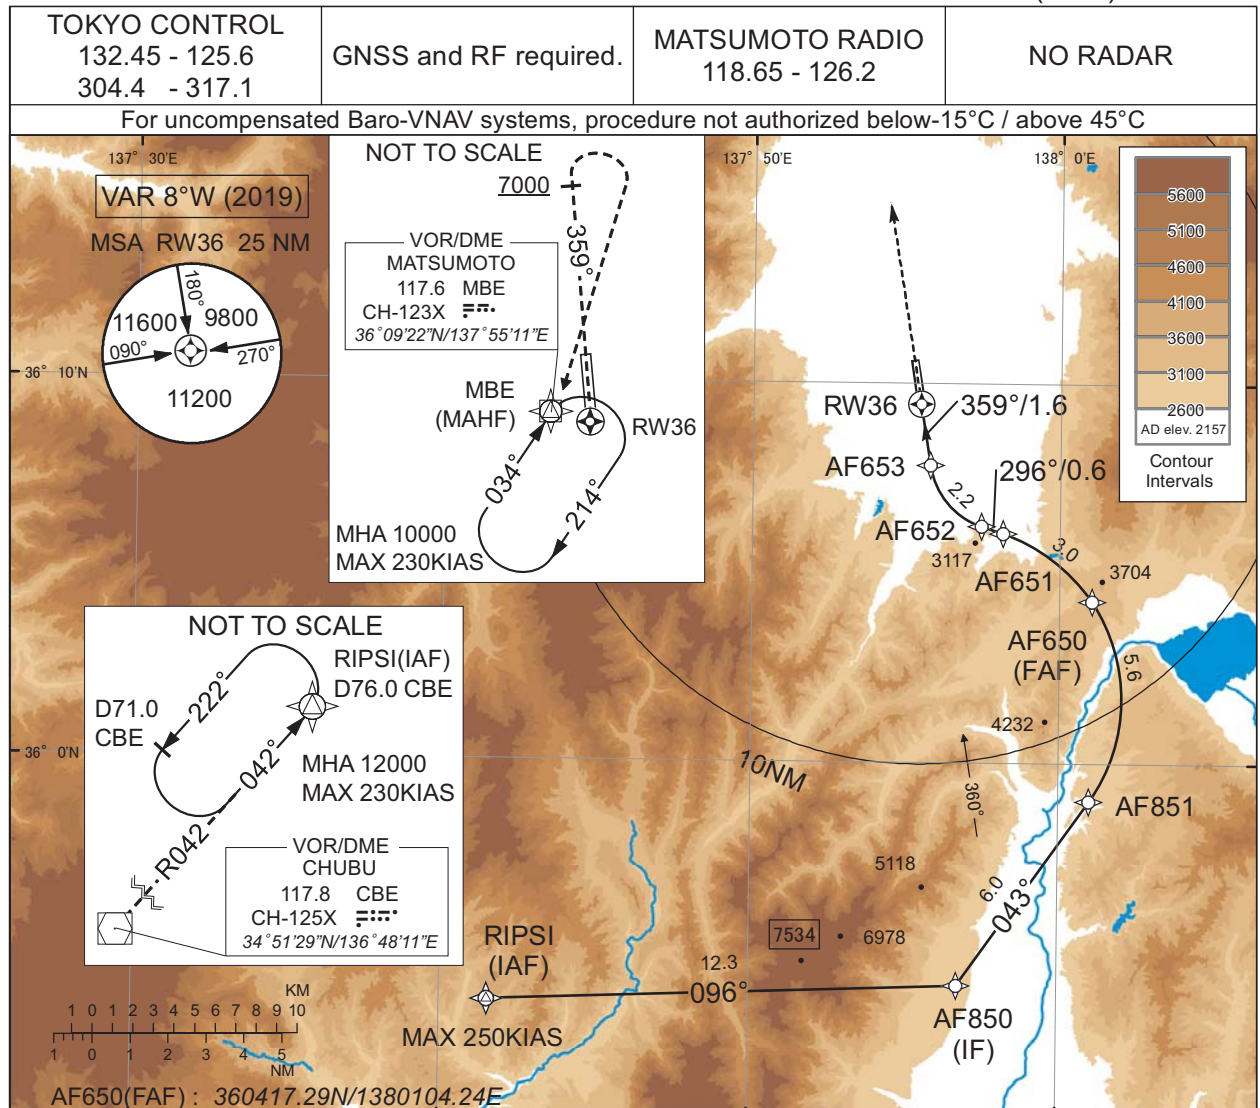 TOKYO CONTROL
132.45 - 125.6
304.4 - 317.1
GNSS and RF required.
MATSUMOTO RADIO
118.65 - 126.2
NO RADAR
For uncompensated Baro-VNAV systems, procedure not authorized below-15°C / above 45°C
137° 30'E
137° 50'E
138° 0'E
36° 10'N
36° 0'N
VAR 8°W (2019)
MSA RW36 25 NM
180°
11600
9800
090°
270°
11200
NOT TO SCALE
7000
359°
VOR/DME
MATSUMOTO
117.6 MBE
CH-123X
36°09'22"N/137°55'11"E
MBE
(MAHF)
RW36
034°
214°
MHA 10000
MAX 230KIAS
5600
5100
4600
4100
3600
3100
2600
AD elev. 2157
Contour
Intervals
RW36
359°/1.6
AF653
296°/0.6
2.2
AF652
3117
3.0
AF651
3704
AF650
(FAF)
5.6
4232
10NM
360°
AF851
NOT TO SCALE
RIPSI(IAF)
D76.0 CBE
D71.0
CBE
222°
042°
MHA 12000
MAX 230KIAS
R042
VOR/DME
CHUBU
117.8 CBE
CH-125X
34°51'29"N/136°48'11"E
5118
6.0
043°
7534
6978
RIPSI
(IAF)
12.3
096°
MAX 250KIAS
AF850
(IF)
KM
1 0 1 2 3 4 5 6 7 8 9 10
1 0 1 2 3 4 5
NM
AF650(FAF) : 360417.29N/1380104.24E